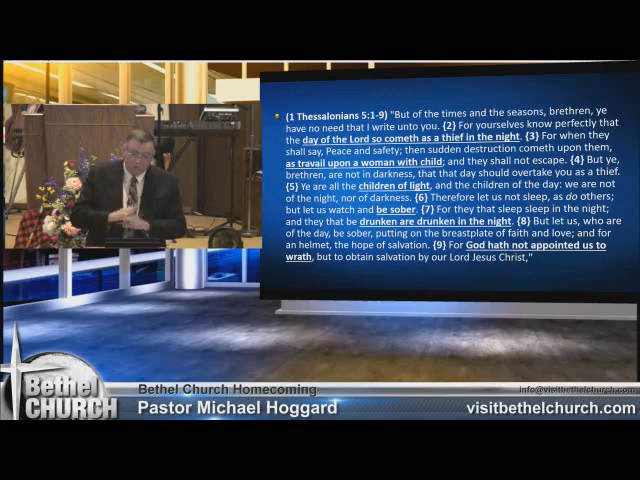 (1 Thessalonians 5:1-9) "But of the times and the seasons, brethren, ye
have no need that I write unto you. {2} For yourselves know perfectly that
the day of the Lord so cometh as a thief in the night. {3} For when they
shall say, Peace and safety; then sudden destruction cometh upon them,
as travail upon a woman with child; and they shall not escape. {4} But ye,
brethren, are not in darkness, that that day should overtake you as a thief.
{5} Ye are all the children of light, and the children of the day: we are not
of the night, nor of darkness. {6} Therefore let us not sleep, as do others;
but let us watch and be sober. {7} For they that sleep sleep in the night;
and they that be drunken are drunken in the night. {8} But let us, who are
of the day, be sober, putting on the breastplate of faith and love; and for
an helmet, the hope of salvation. {9} For God hath not appointed us to
wrath, but to obtain salvation by our Lord Jesus Christ,"
Bethel
CHURCH
Bethel Church Homecoming
info@visitbethelchurch.com
Pastor Michael Hoggard
visitbethelchurch.com